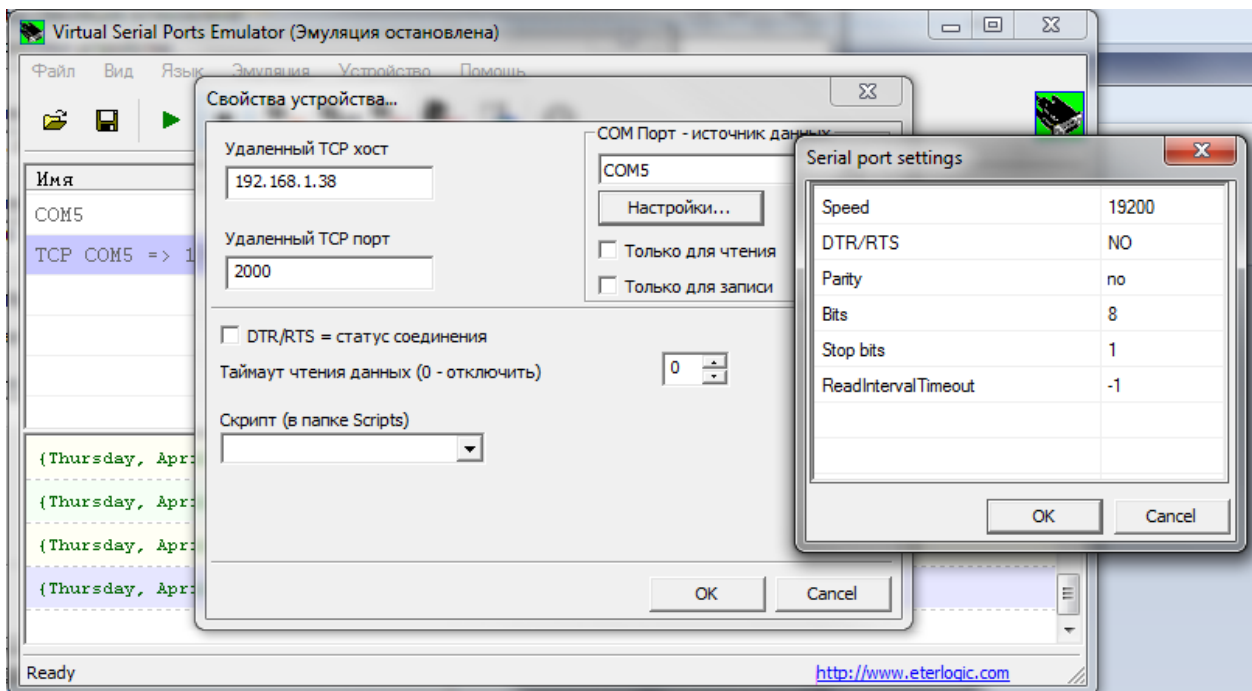 Virtual Serial Ports Emulator (Эмуляция остановлена)
Файл Вид Язык Эмуляция Устройство Помощь
Свойства устройства...
Удаленный TCP хост
192.168.1.38
Удаленный TCP порт
2000
COM Порт - источник данных
COM5
Настройки...
Только для чтения
Только для записи
DTR/RTS = статус соединения
Таймаут чтения данных (0 - отключить)
0
Скрипт (в папке Scripts)
OK Cancel
Serial port settings
Speed 19200
DTR/RTS NO
Parity no
Bits 8
Stop bits 1
ReadIntervalTimeout -1
OK Cancel
Имя
COM5
TCP COM5 => 1
{Thursday, Apr
{Thursday, Apr
{Thursday, Apr
{Thursday, Apr
Ready http://www.eterlogic.com